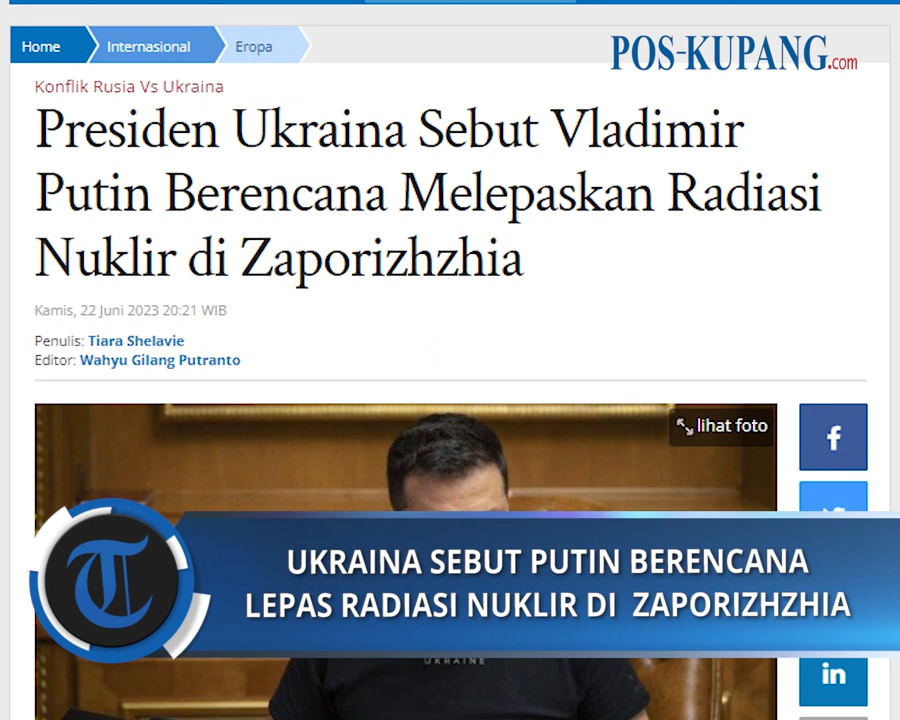 Home Internasional Eropa
POS-KUPANG.com
Konflik Rusia Vs Ukraina
Presiden Ukraina Sebut Vladimir
Putin Berencana Melepaskan Radiasi
Nuklir di Zaporizhzhia
Kamis, 22 Juni 2023 20:21 WIB
Penulis: Tiara Shelavie
Editor: Wahyu Gilang Putranto
lihat foto
f
T
UKRAINA SEBUT PUTIN BERENCANA
LEPAS RADIASI NUKLIR DI ZAPORIZHZHIA
UKRAINE
in